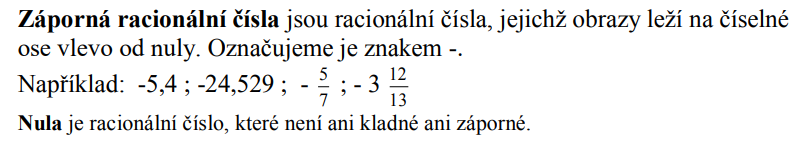 Záporná racionální čísla jsou racionální čísla, jejichž obrazy leží na číselné
ose vlevo od nuly. Označujeme je znakem -.
Například: -5,4 ; -24,529 ; - 5/7 ; - 3 12/13
Nula je racionální číslo, které není ani kladné ani záporné.